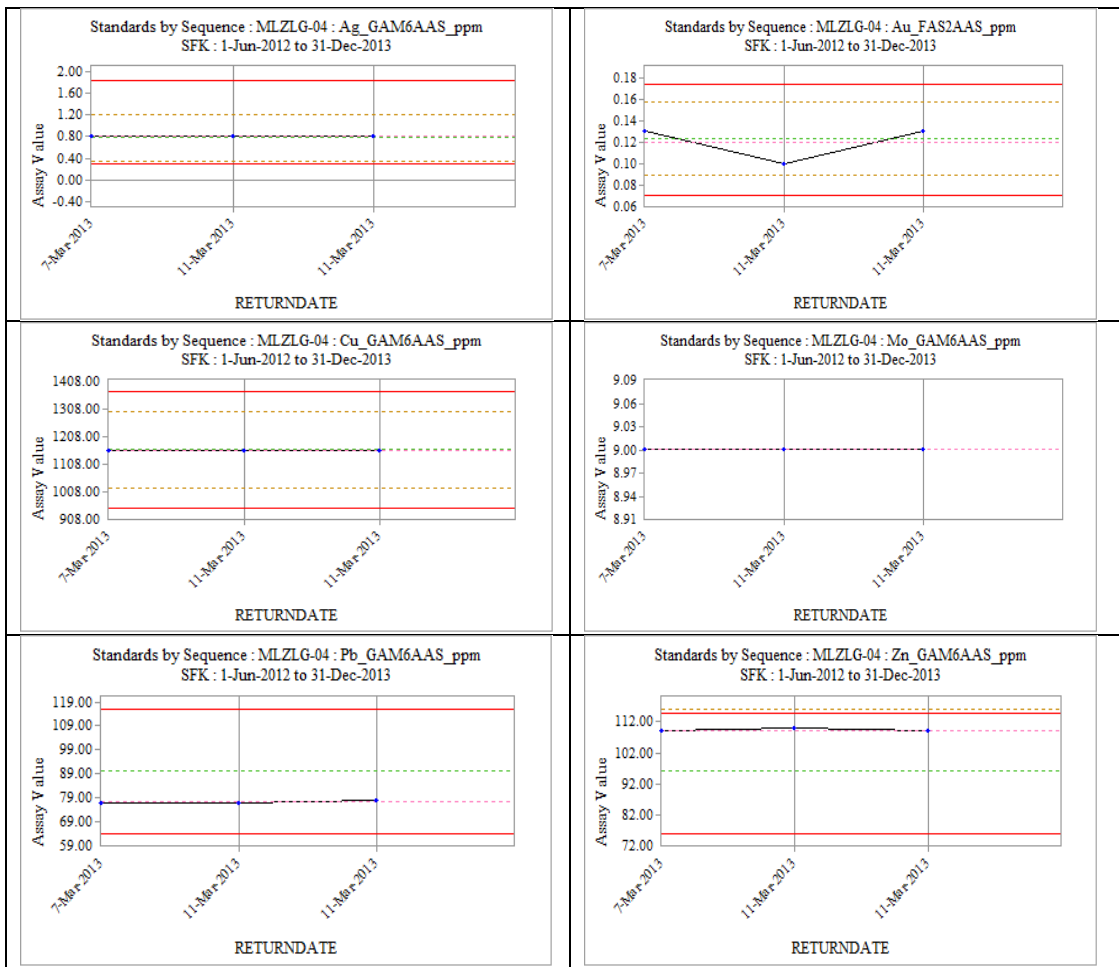 Standards by Sequence : MLZLG-04 : Ag_GAM6AAS_ppm
SFK : 1-Jun-2012 to 31-Dec-2013
Assay Value
2.00
1.60
1.20
0.80
0.40
0.00
-0.40
7-Mar-2013
11-Mar-2013
11-Mar-2013
RETURNDATE
Standards by Sequence : MLZLG-04 : Au_FAS2AAS_ppm
SFK : 1-Jun-2012 to 31-Dec-2013
Assay Value
0.18
0.16
0.14
0.12
0.10
0.08
0.06
7-Mar-2013
11-Mar-2013
11-Mar-2013
RETURNDATE
Standards by Sequence : MLZLG-04 : Cu_GAM6AAS_ppm
SFK : 1-Jun-2012 to 31-Dec-2013
Assay Value
1408.00
1308.00
1208.00
1108.00
1008.00
908.00
7-Mar-2013
11-Mar-2013
11-Mar-2013
RETURNDATE
Standards by Sequence : MLZLG-04 : Mo_GAM6AAS_ppm
SFK : 1-Jun-2012 to 31-Dec-2013
Assay Value
9.09
9.06
9.03
9.00
8.97
8.94
8.91
7-Mar-2013
11-Mar-2013
11-Mar-2013
RETURNDATE
Standards by Sequence : MLZLG-04 : Pb_GAM6AAS_ppm
SFK : 1-Jun-2012 to 31-Dec-2013
Assay Value
119.00
109.00
99.00
89.00
79.00
69.00
59.00
7-Mar-2013
11-Mar-2013
11-Mar-2013
RETURNDATE
Standards by Sequence : MLZLG-04 : Zn_GAM6AAS_ppm
SFK : 1-Jun-2012 to 31-Dec-2013
Assay Value
112.00
102.00
92.00
82.00
72.00
7-Mar-2013
11-Mar-2013
11-Mar-2013
RETURNDATE